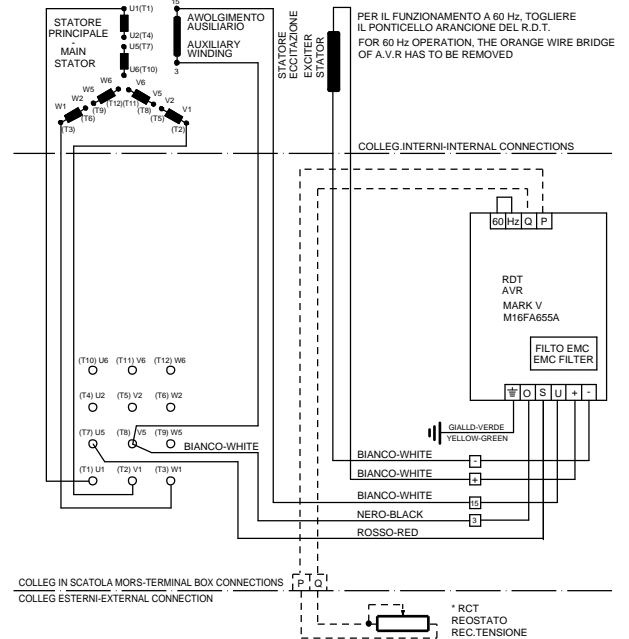 U1(T1)
STATORE
PRINCIPALE
-
MAIN
STATOR
U2(T4)
U5(T7)
U6(T10)
15
AWOLGIMENTO
AUSILIARIO
AUXILIARY
WINDING
3
STATORE
ECCITAZIONE
EXCITER
STATOR
PER IL FUNZIONAMENTO A 60 Hz, TOGLIERE
IL PONTICELLO ARANCIONE DEL R.D.T.
FOR 60 Hz OPERATION, THE ORANGE WIRE BRIDGE
OF A.V.R HAS TO BE REMOVED
W6 V6
W5 (T12) (T11) V5
W2 (T9) (T8) V2
W1 (T6) (T5) V1
(T3) (T2)
COLLEG.INTERNI-INTERNAL CONNECTIONS
60 Hz Q P
RDT
AVR
MARK V
M16FA655A
FILTO EMC
EMC FILTER
O S U + -
GIALLD-VERDE
YELLOW-GREEN
(T10) U6 (T11) V6 (T12) W6
(T4) U2 (T5) V2 (T6) W2
(T7) U5 (T8) V5 (T9) W5
BIANCO-WHITE
(T1) U1 (T2) V1 (T3) W1
BIANCO-WHITE -
BIANCO-WHITE +
BIANCO-WHITE 15
NERO-BLACK 3
ROSSO-RED
COLLEG IN SCATOLA MORS-TERMINAL BOX CONNECTIONS P Q
COLLEG ESTERNI-EXTERNAL CONNECTION
* RCT
REOSTATO
REC.TENSIONE